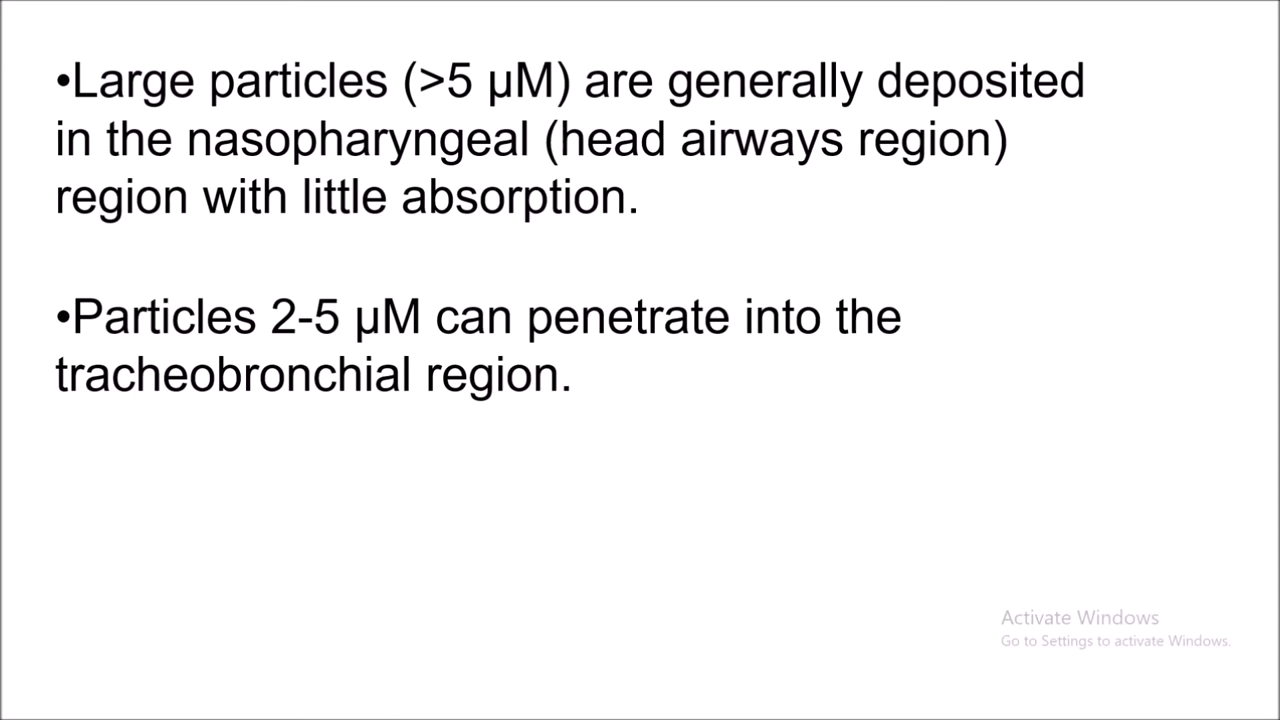 •Large particles (>5 µM) are generally deposited
in the nasopharyngeal (head airways region)
region with little absorption.
•Particles 2-5 µM can penetrate into the
tracheobronchial region.
Activate Windows
Go to Settings to activate Windows.